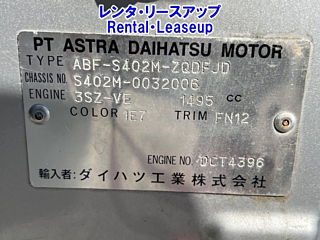 レンタ・リースアップ
Rental・Leaseup
PT ASTRA DAIHATSU MOTOR
TYPE ABF-S402M-ZQDFJD
CHASSIS NO. S402M-0032006
ENGINE 3SZ-VE 1495 cc
COLOR 1E7 TRIM FN12
ENGINE NO. DCT4396
輸入者: ダイハツ工業株式会社